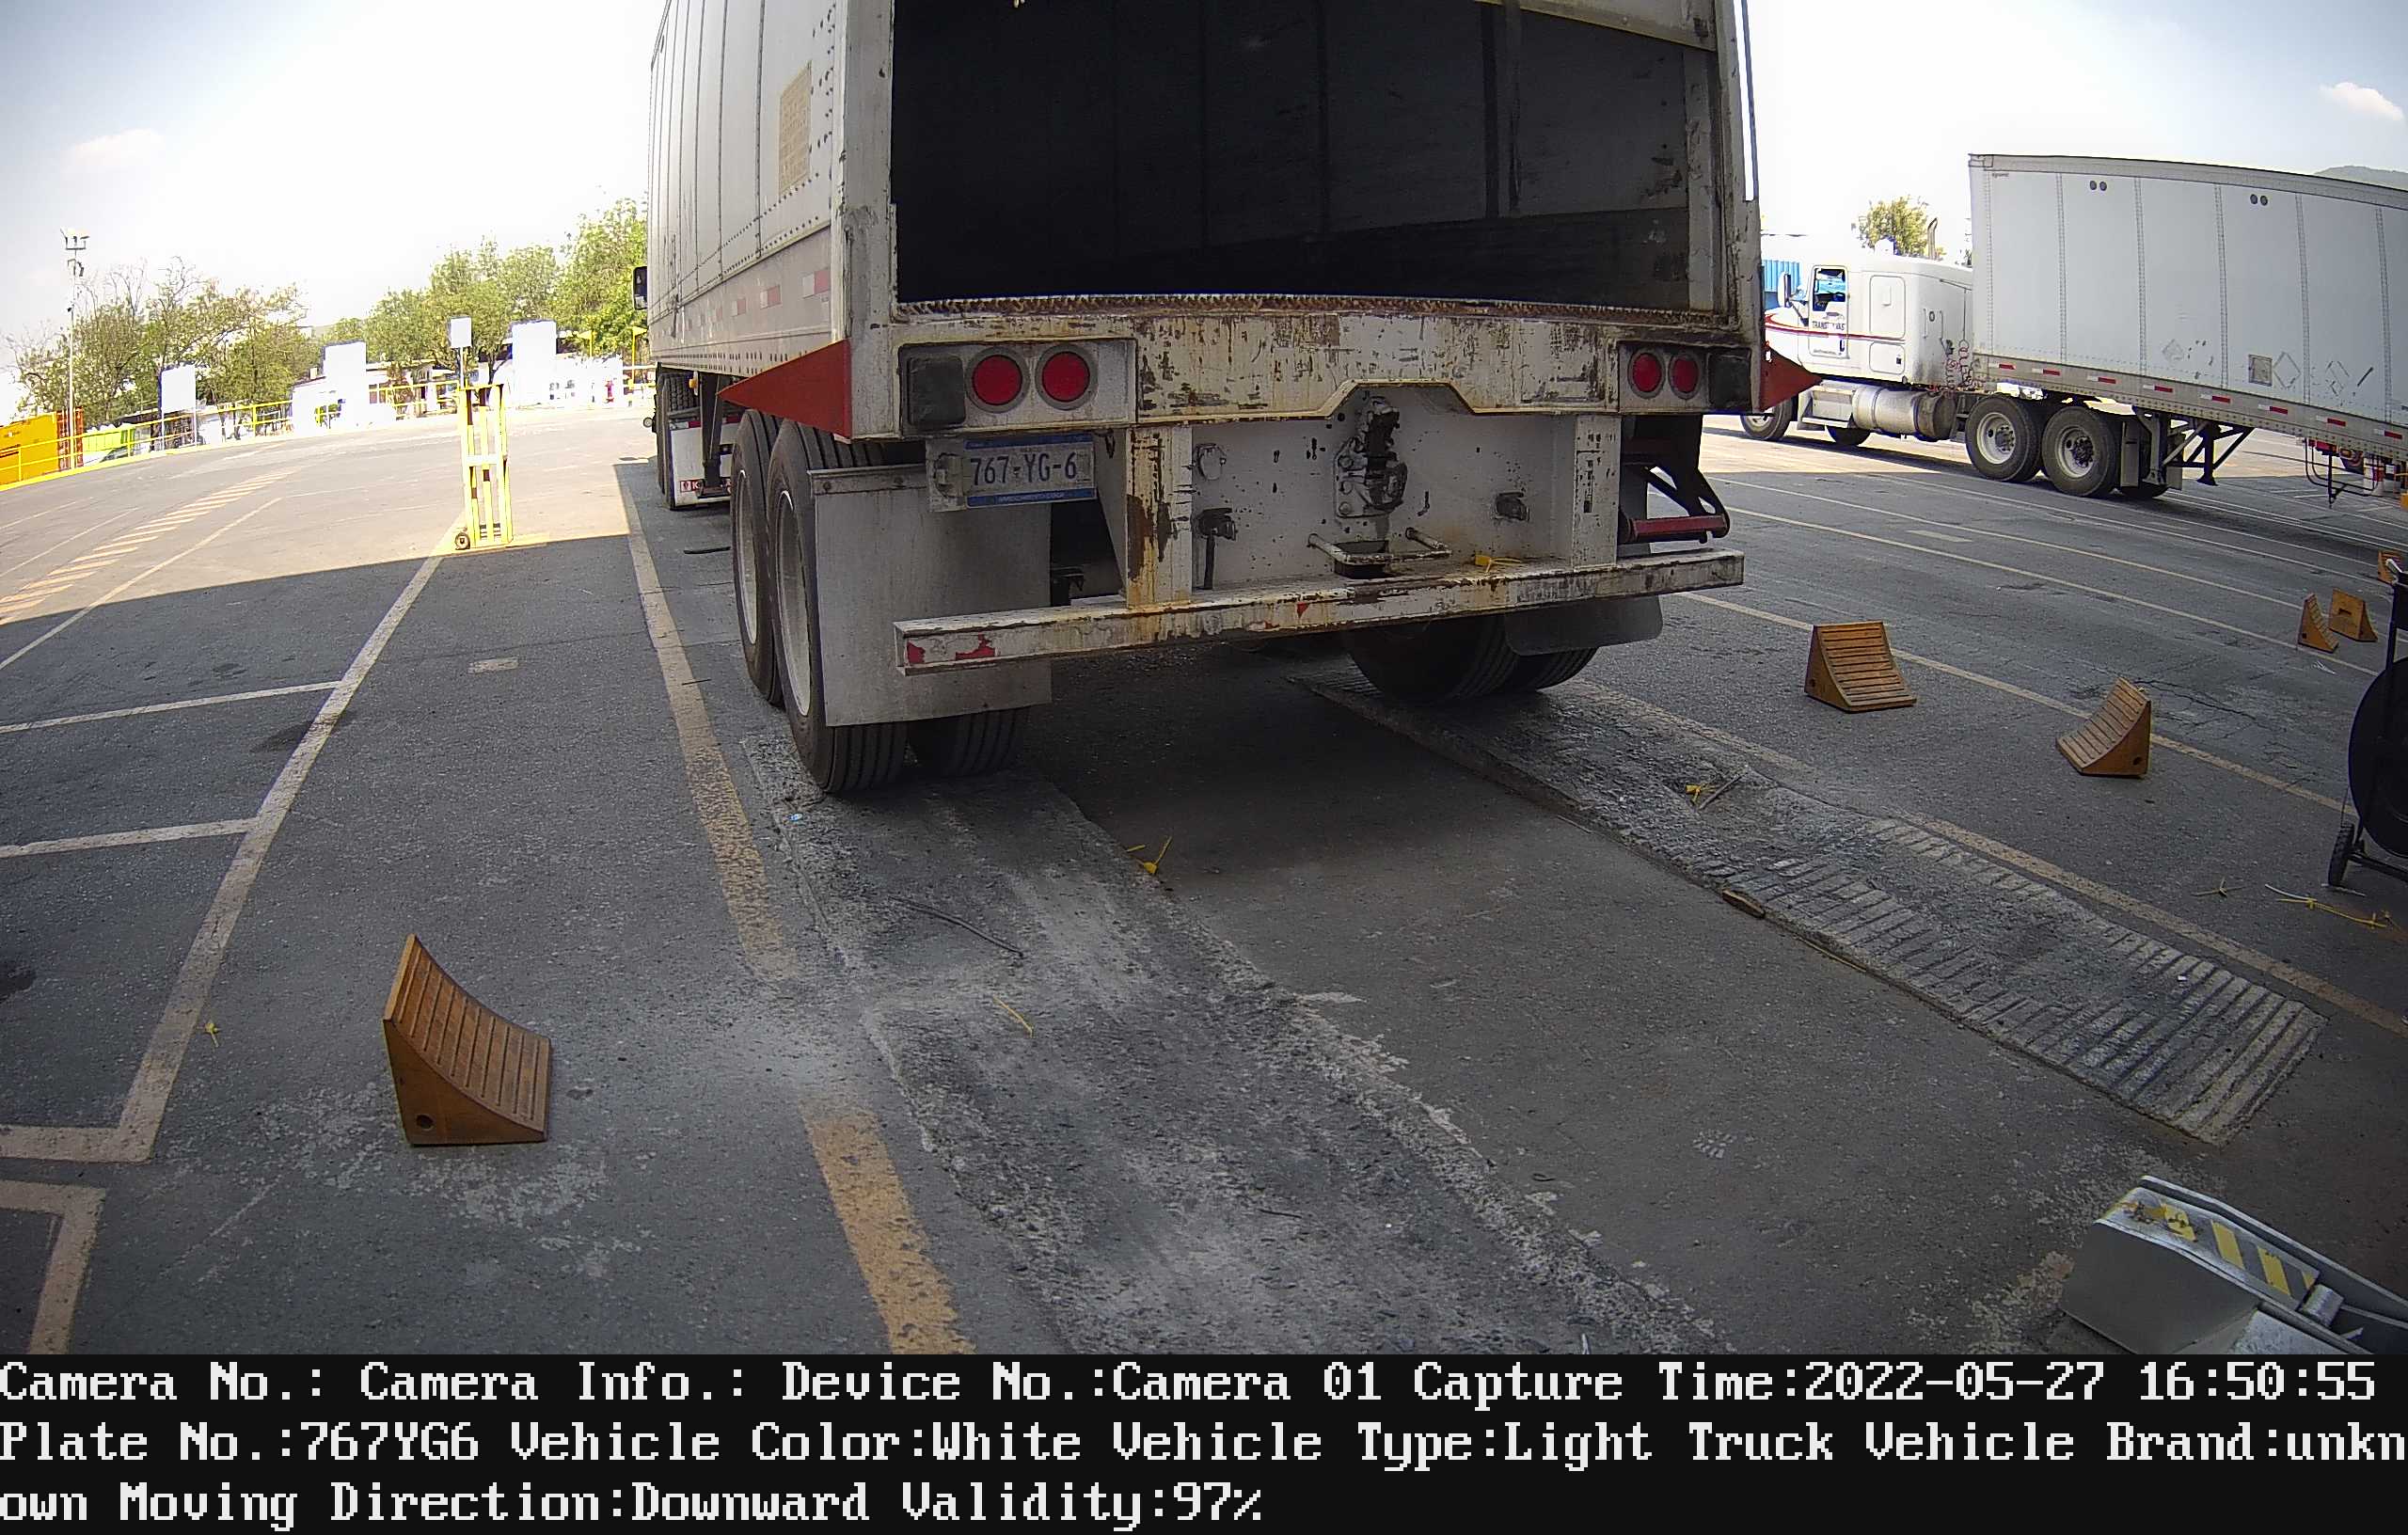 767-YG-6
Camera No.: Camera Info.: Device No.:Camera 01 Capture Time:2022-05-27 16:50:55
Plate No.:767YG6 Vehicle Color:White Vehicle Type:Light Truck Vehicle Brand:unkn
own Moving Direction:Downward Validity:97%